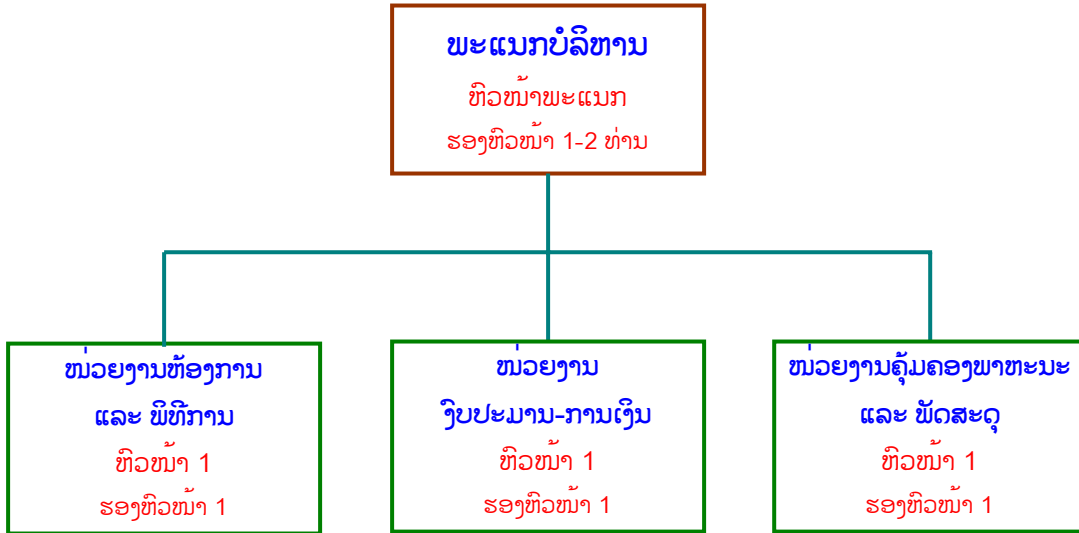 ພະແນກບໍລິຫານ
ຫົວໜ້າພະແນກ
ຮອງຫົວໜ້າ 1-2 ທ່ານ
ໜ່ວຍງານຫ້ອງການ
ແລະ ພິທີການ
ຫົວໜ້າ 1
ຮອງຫົວໜ້າ 1
ໜ່ວຍງານ
ງົບປະມານ-ການເງິນ
ຫົວໜ້າ 1
ຮອງຫົວໜ້າ 1
ໜ່ວຍງານຄຸ້ມຄອງພາຫະນະ
ແລະ ພັດສະດຸ
ຫົວໜ້າ 1
ຮອງຫົວໜ້າ 1